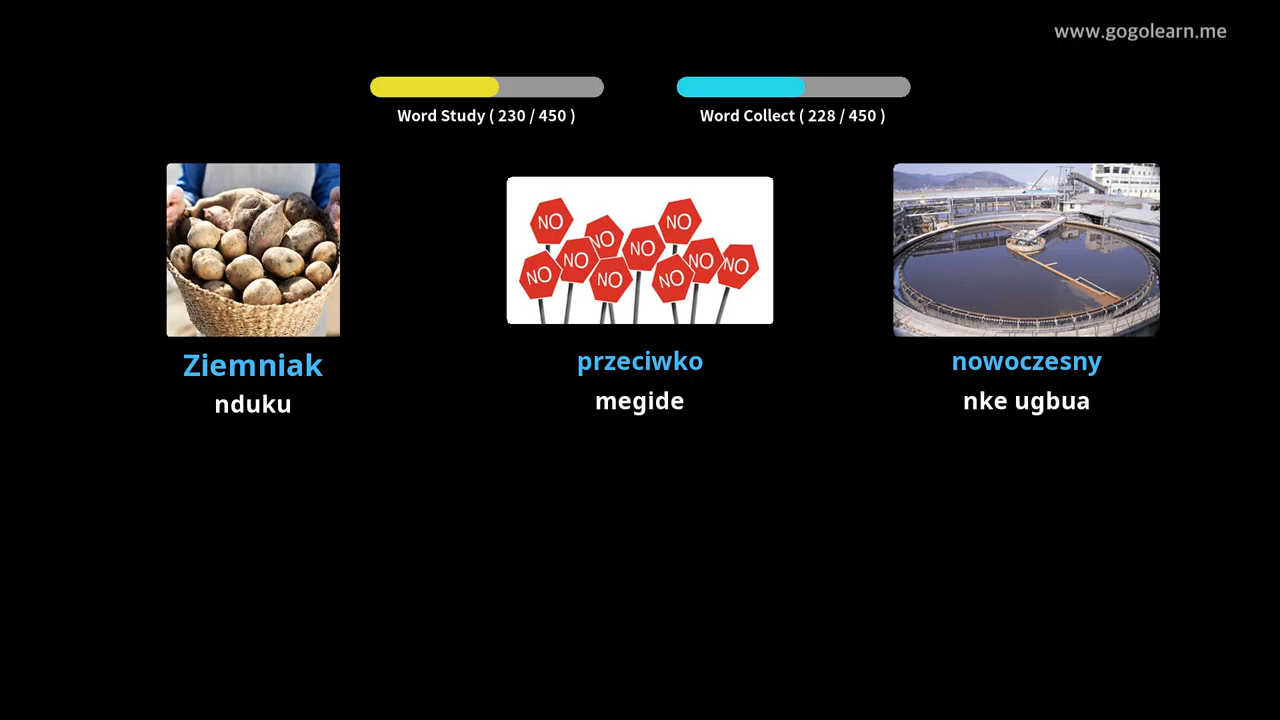 www.gogolearn.me
Word Study ( 230 / 450 )
Word Collect ( 228 / 450 )
NO
NO
NO
NO
NO
NO
NO
NO
NO
NO
Ziemniak
nduku
przeciwko
megide
nowoczesny
nke ugbua